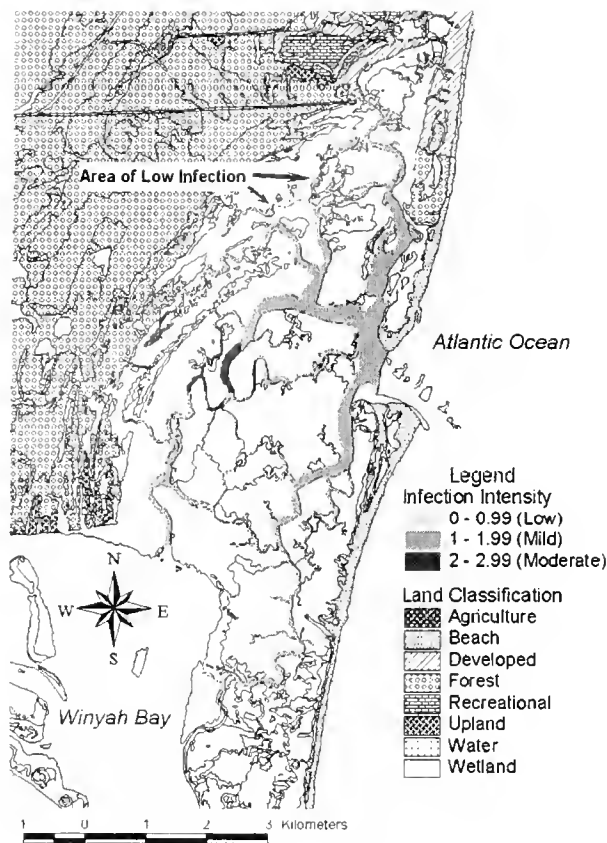 Area of Low Infection
Atlantic Ocean
Legend
Infection Intensity
0 - 0.99 (Low)
1 - 1.99 (Mild)
2 - 2.99 (Moderate)
N
W E
S
Land Classification
Agriculture
Beach
Developed
Forest
Recreational
Upland
Water
Wetland
Winyah Bay
1 0 1 2 3 Kilometers